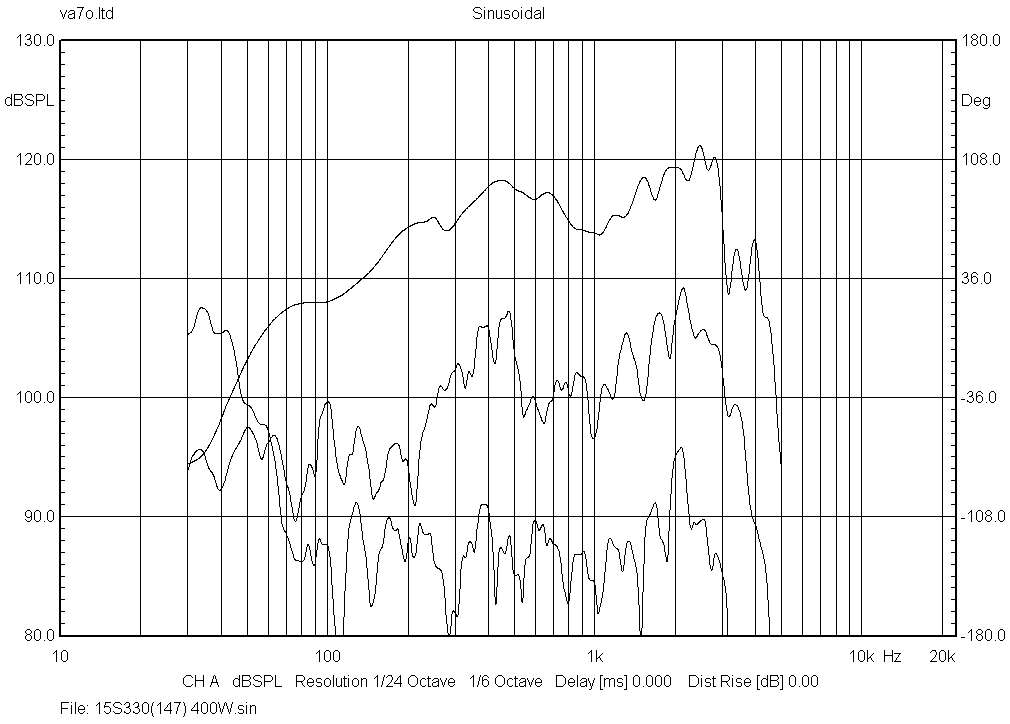 va7o.ltd Sinusoidal
130.0 180.0
dBSPL Deg
120.0 108.0
110.0 36.0
100.0 -36.0
90.0 -108.0
80.0 -180.0
10 100 1k 10k Hz 20k
CH A dBSPL Resolution 1/24 Octave 1/6 Octave Delay [ms] 0.000 Dist Rise [dB] 0.00
File: 15S330(147) 400W.sin